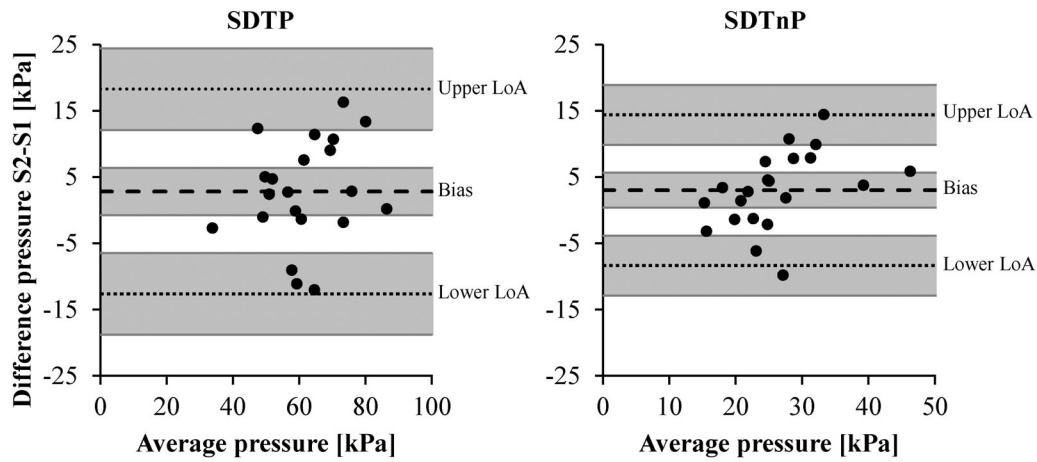 SDTP
SDTnP
Difference pressure S2-S1 [kPa]
25
15
5
-5
-15
-25
Upper LoA
Bias
Lower LoA
0
20
40
60
80
100
Average pressure [kPa]
25
15
5
-5
-15
-25
Upper LoA
Bias
Lower LoA
0
10
20
30
40
50
Average pressure [kPa]